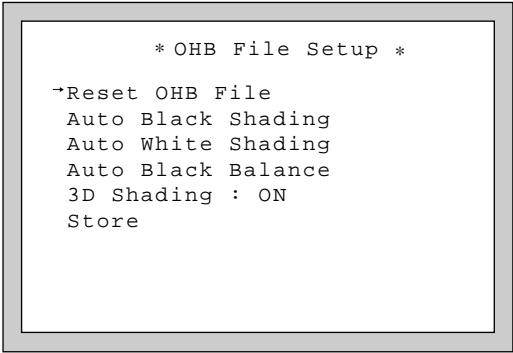 * OHB File Setup *
→Reset OHB File
Auto Black Shading
Auto White Shading
Auto Black Balance
3D Shading : ON
Store